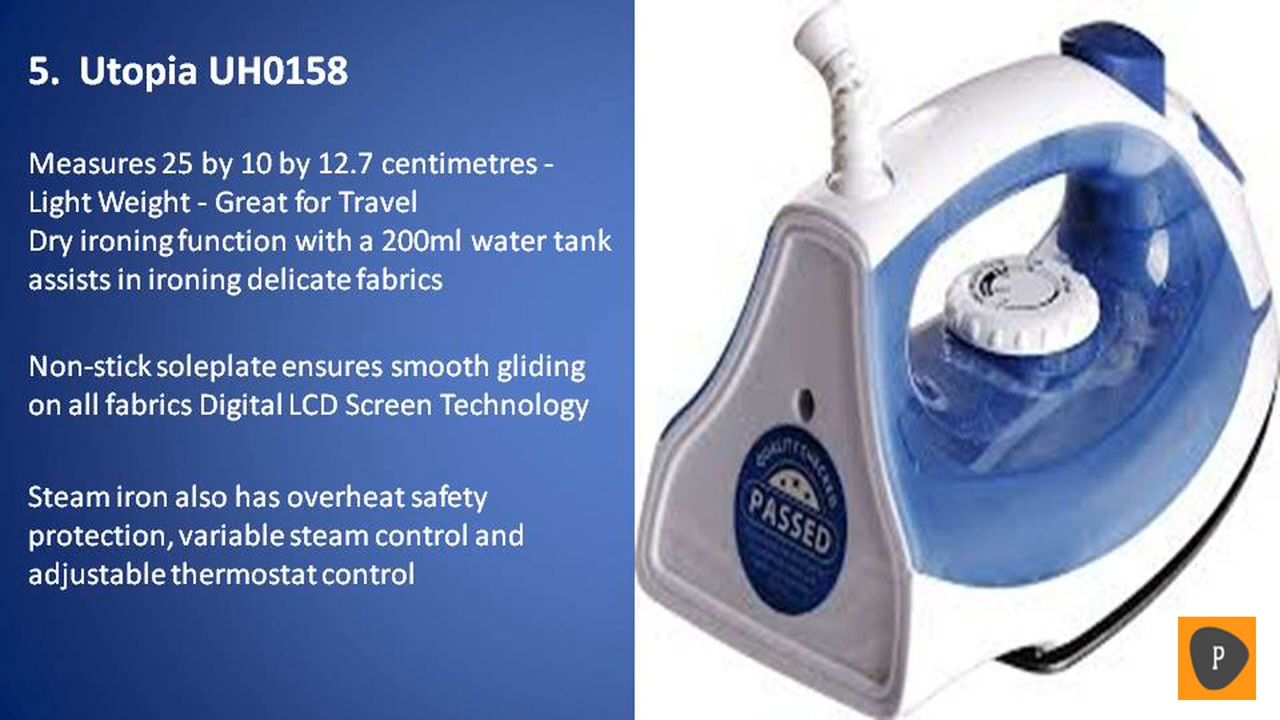 5. Utopia UH0158
Measures 25 by 10 by 12.7 centimetres -
Light Weight - Great for Travel
Dry ironing function with a 200ml water tank
assists in ironing delicate fabrics
Non-stick soleplate ensures smooth gliding
on all fabrics Digital LCD Screen Technology
Steam iron also has overheat safety
protection, variable steam control and
adjustable thermostat control
QUALITY CHECKED
PASSED
P